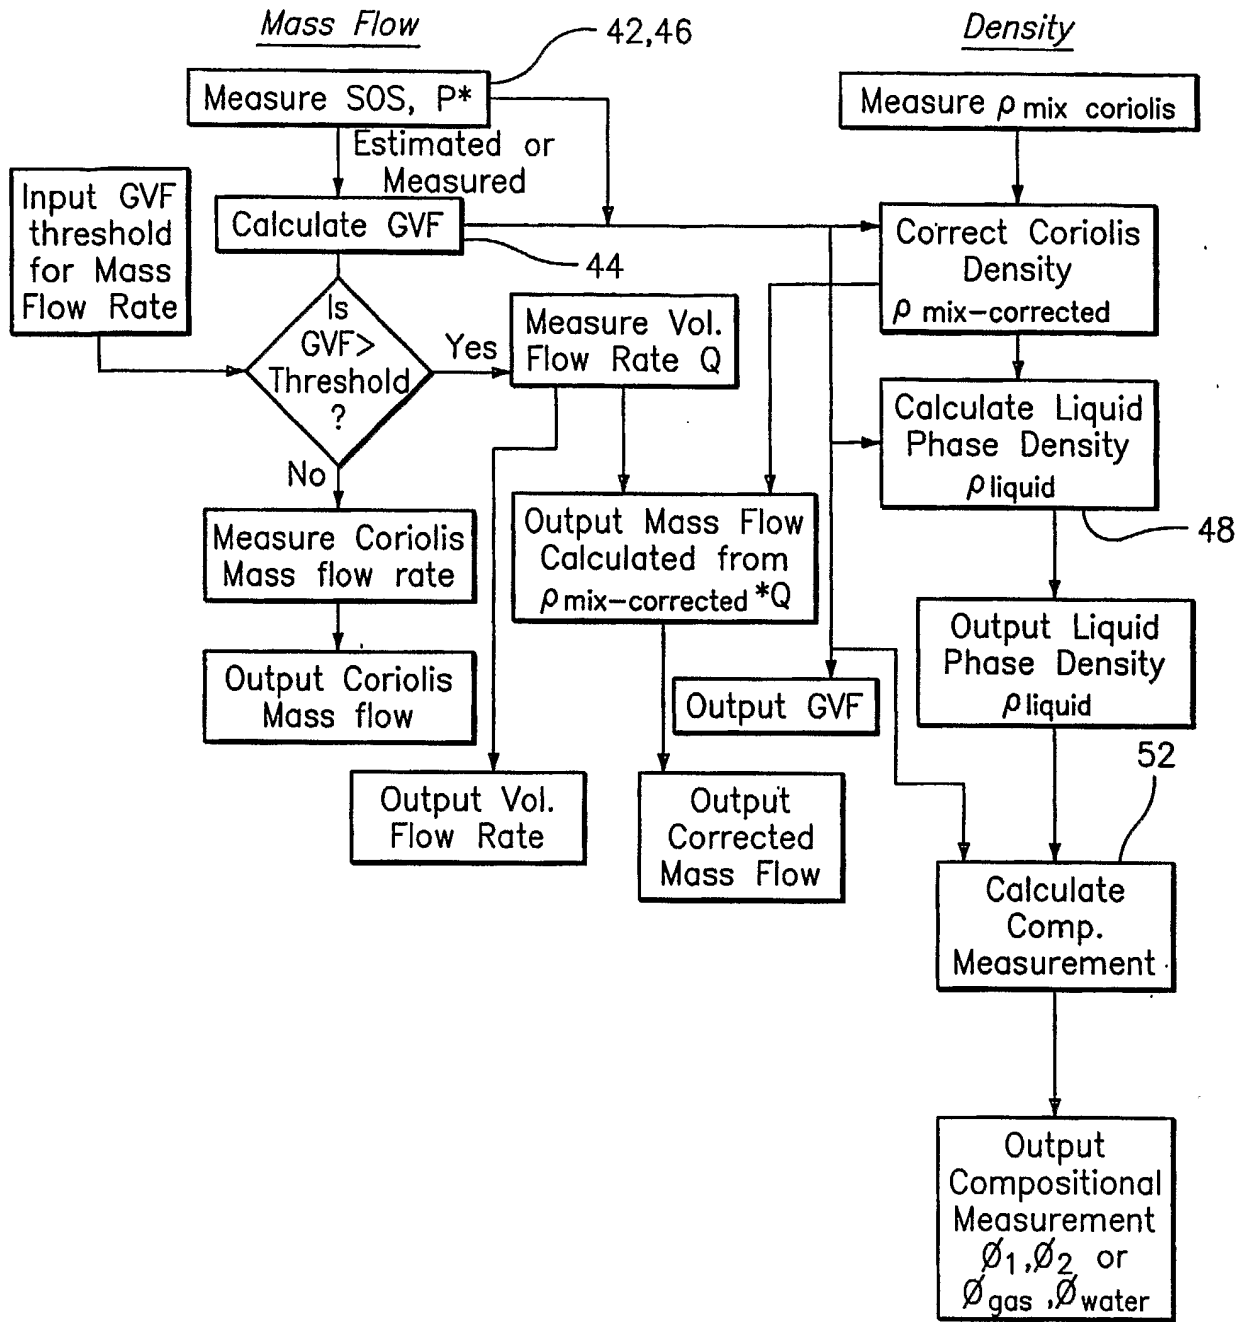 Mass Flow
42,46
Density
Measure SOS, P*
Measure ρ mix coriolis
Estimated or
Measured
Input GVF
threshold
for Mass
Flow Rate
Calculate GVF
44
Correct Coriolis
Density
ρ mix-corrected
Is
GVF>
Threshold
?
Yes
No
Measure Vol.
Flow Rate Q
Calculate Liquid
Phase Density
ρ liquid
48
Measure Coriolis
Mass flow rate
Output Mass Flow
Calculated from
ρ mix-corrected *Q
Output Liquid
Phase Density
ρ liquid
Output Coriolis
Mass flow
Output GVF
52
Output Vol.
Flow Rate
Output
Corrected
Mass Flow
Calculate
Comp.
Measurement
Output
Compositional
Measurement
Ø1,Ø2 or
Øgas ,Øwater